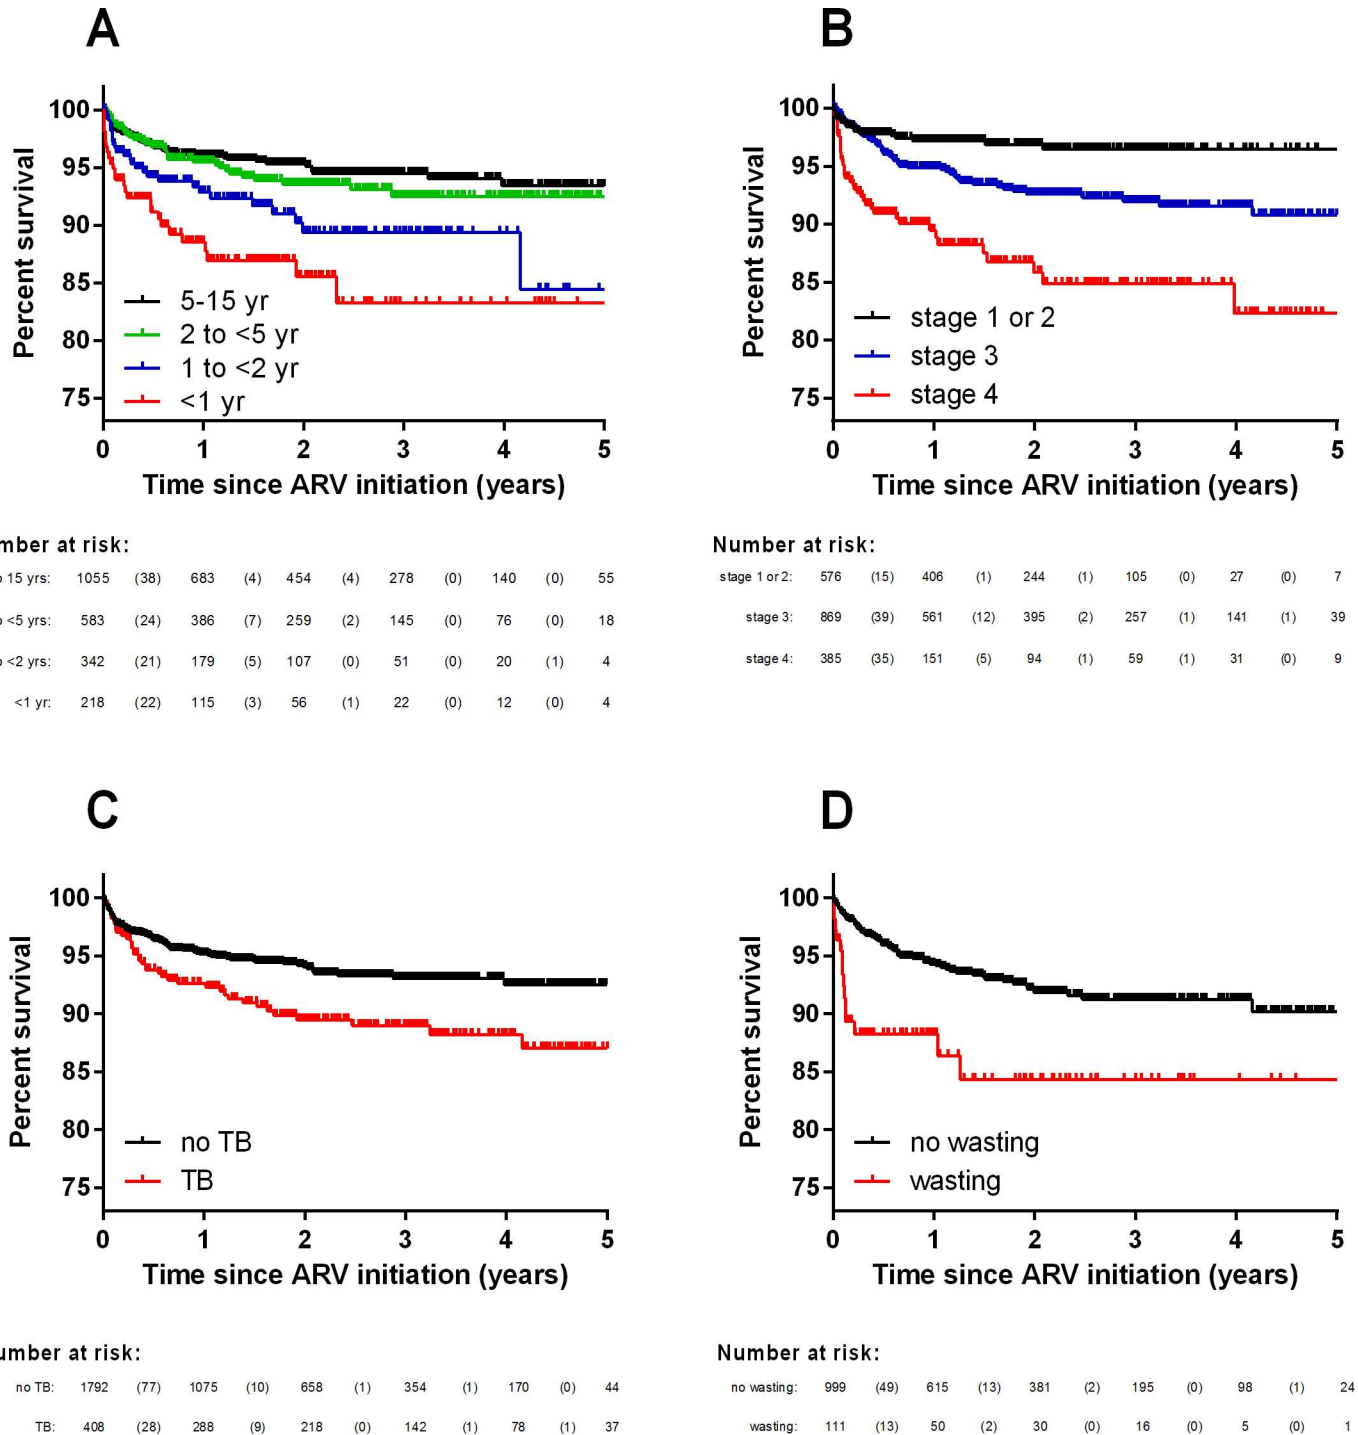 A
100
95
90
85
80
75
Percent survival
5-15 yr
2 to <5 yr
1 to <2 yr
<1 yr
0 1 2 3 4 5
Time since ARV initiation (years)
mber at risk:
o 15 yrs: 1055 (38) 683 (4) 454 (4) 278 (0) 140 (0) 55
o <5 yrs: 583 (24) 386 (7) 259 (2) 145 (0) 76 (0) 18
o <2 yrs: 342 (21) 179 (5) 107 (0) 51 (0) 20 (1) 4
<1 yr: 218 (22) 115 (3) 56 (1) 22 (0) 12 (0) 4
B
100
95
90
85
80
75
Percent survival
stage 1 or 2
stage 3
stage 4
0 1 2 3 4 5
Time since ARV initiation (years)
Number at risk:
stage 1 or 2: 576 (15) 406 (1) 244 (1) 105 (0) 27 (0) 7
stage 3: 869 (39) 561 (12) 395 (2) 257 (1) 141 (1) 39
stage 4: 385 (35) 151 (5) 94 (1) 59 (1) 31 (0) 9
C
100
95
90
85
80
75
Percent survival
no TB
TB
0 1 2 3 4 5
Time since ARV initiation (years)
umber at risk:
no TB: 1792 (77) 1075 (10) 658 (1) 354 (1) 170 (0) 44
TB: 408 (28) 288 (9) 218 (0) 142 (1) 78 (1) 37
D
100
95
90
85
80
75
Percent survival
no wasting
wasting
0 1 2 3 4 5
Time since ARV initiation (years)
Number at risk:
no wasting: 999 (49) 615 (13) 381 (2) 195 (0) 98 (1) 24
wasting: 111 (13) 50 (2) 30 (0) 16 (0) 5 (0) 1